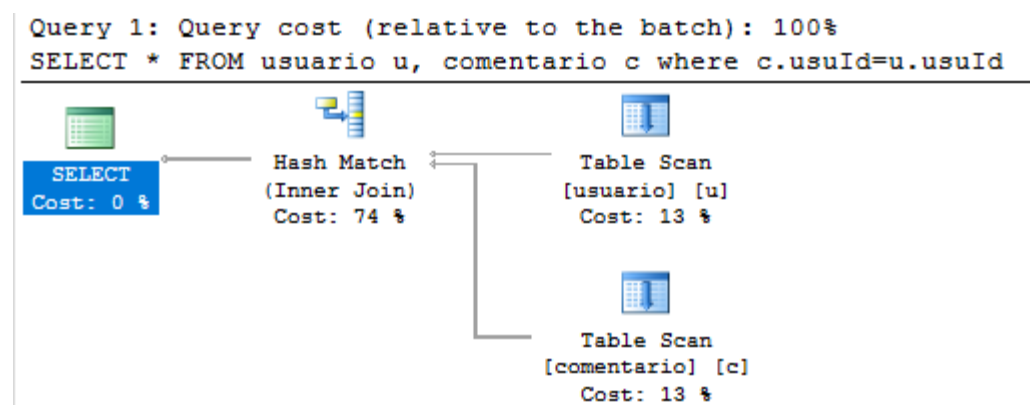 Query 1: Query cost (relative to the batch): 100%
SELECT * FROM usuario u, comentario c where c.usuId=u.usuId
SELECT
Cost: 0 %
Hash Match
(Inner Join)
Cost: 74 %
Table Scan
[usuario] [u]
Cost: 13 %
Table Scan
[comentario] [c]
Cost: 13 %